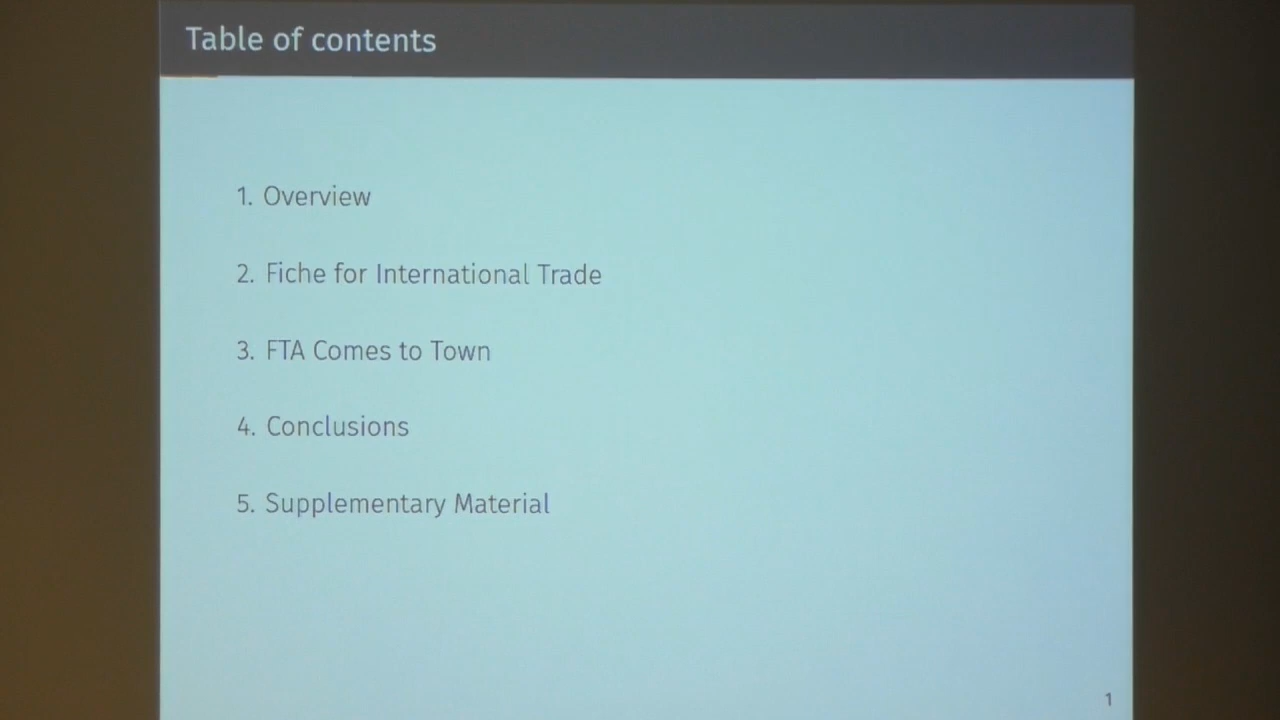 Table of contents
1. Overview
2. Fiche for International Trade
3. FTA Comes to Town
4. Conclusions
5. Supplementary Material
1